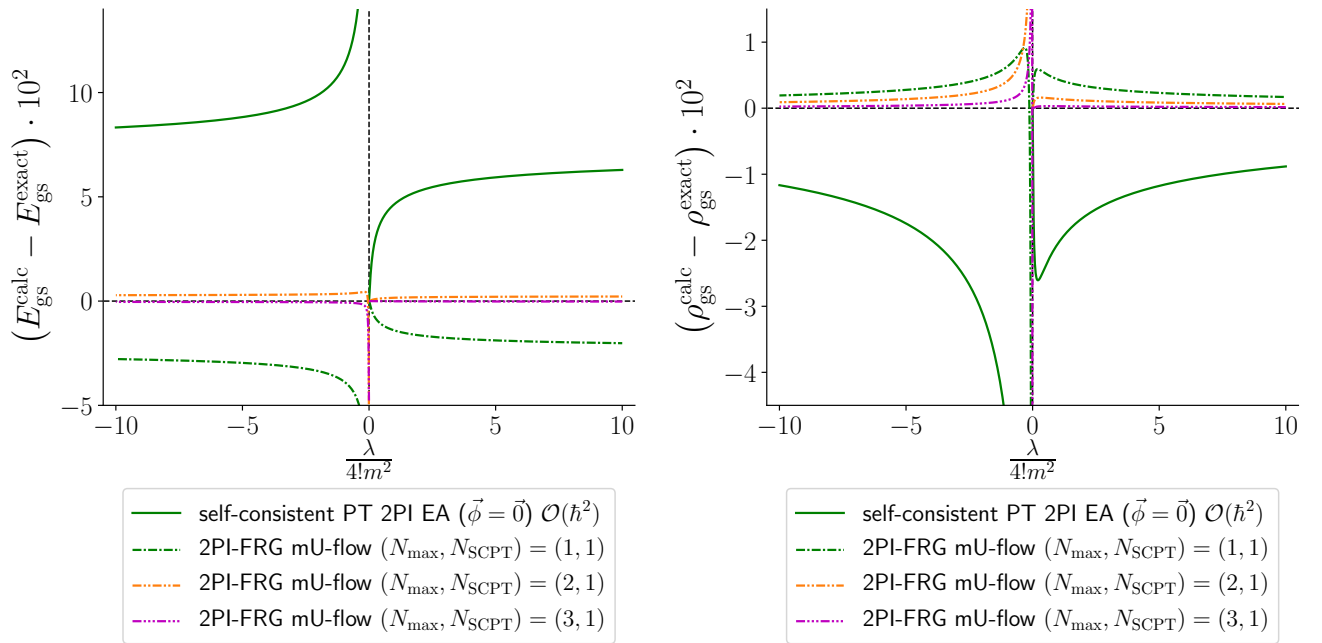 (E_gs^calc − E_gs^exact) · 10^2
10
5
0
−5
−10
−5
0
5
10
λ/4!m^2
self-consistent PT 2PI EA (ϕ⃗ = 0⃗) 𝒪(ħ^2)
2PI-FRG mU-flow (N_max, N_SCPT) = (1, 1)
2PI-FRG mU-flow (N_max, N_SCPT) = (2, 1)
2PI-FRG mU-flow (N_max, N_SCPT) = (3, 1)
(ρ_gs^calc − ρ_gs^exact) · 10^2
1
0
−1
−2
−3
−4
−10
−5
0
5
10
λ/4!m^2
self-consistent PT 2PI EA (ϕ⃗ = 0⃗) 𝒪(ħ^2)
2PI-FRG mU-flow (N_max, N_SCPT) = (1, 1)
2PI-FRG mU-flow (N_max, N_SCPT) = (2, 1)
2PI-FRG mU-flow (N_max, N_SCPT) = (3, 1)